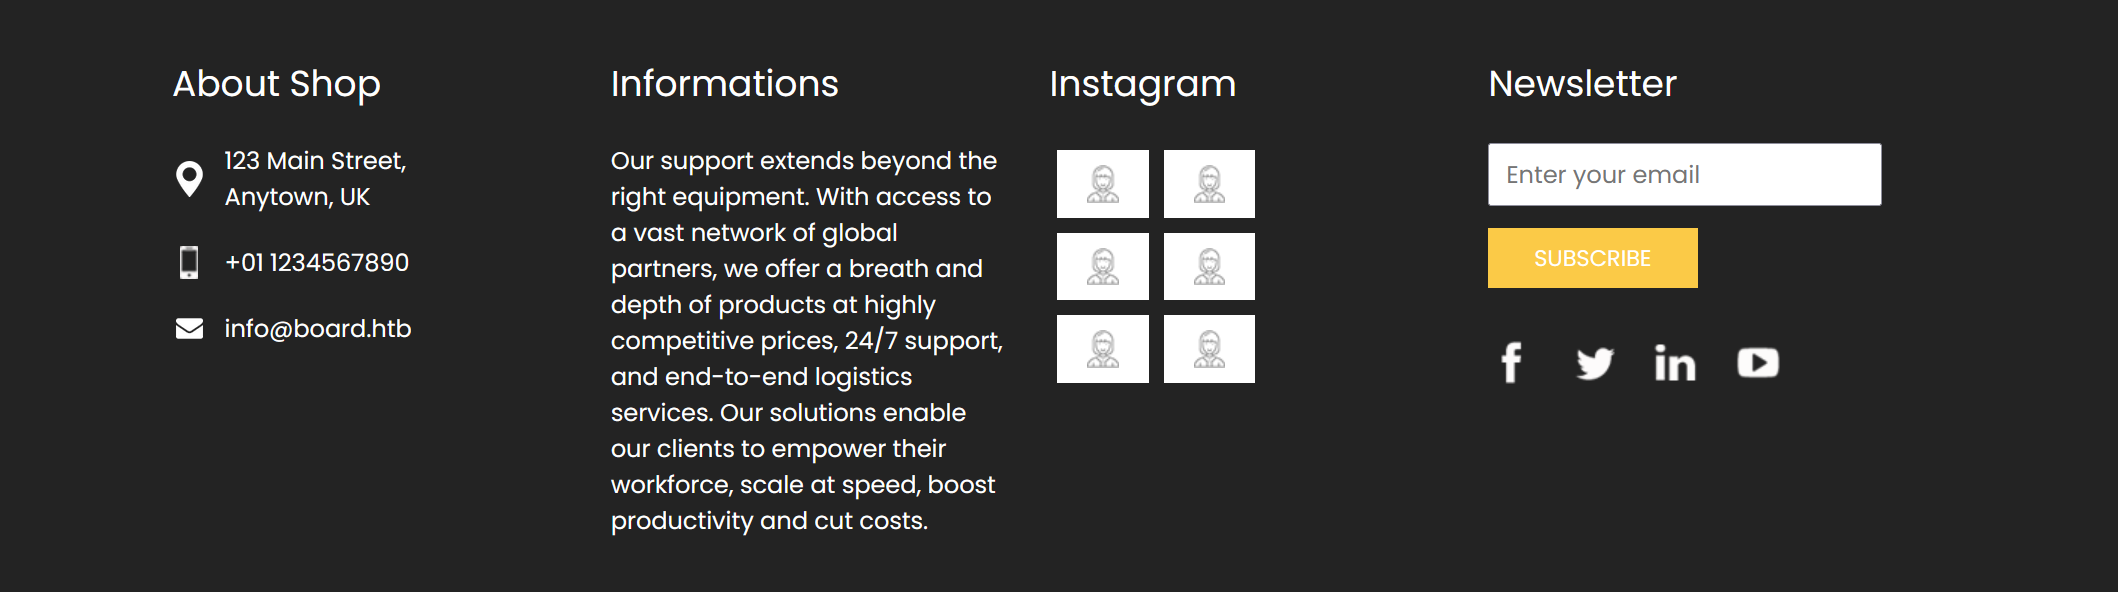 About Shop
123 Main Street,
Anytown, UK
+01 1234567890
info@board.htb
Informations
Our support extends beyond the
right equipment. With access to
a vast network of global
partners, we offer a breath and
depth of products at highly
competitive prices, 24/7 support,
and end-to-end logistics
services. Our solutions enable
our clients to empower their
workforce, scale at speed, boost
productivity and cut costs.
Instagram
Newsletter
Enter your email
SUBSCRIBE